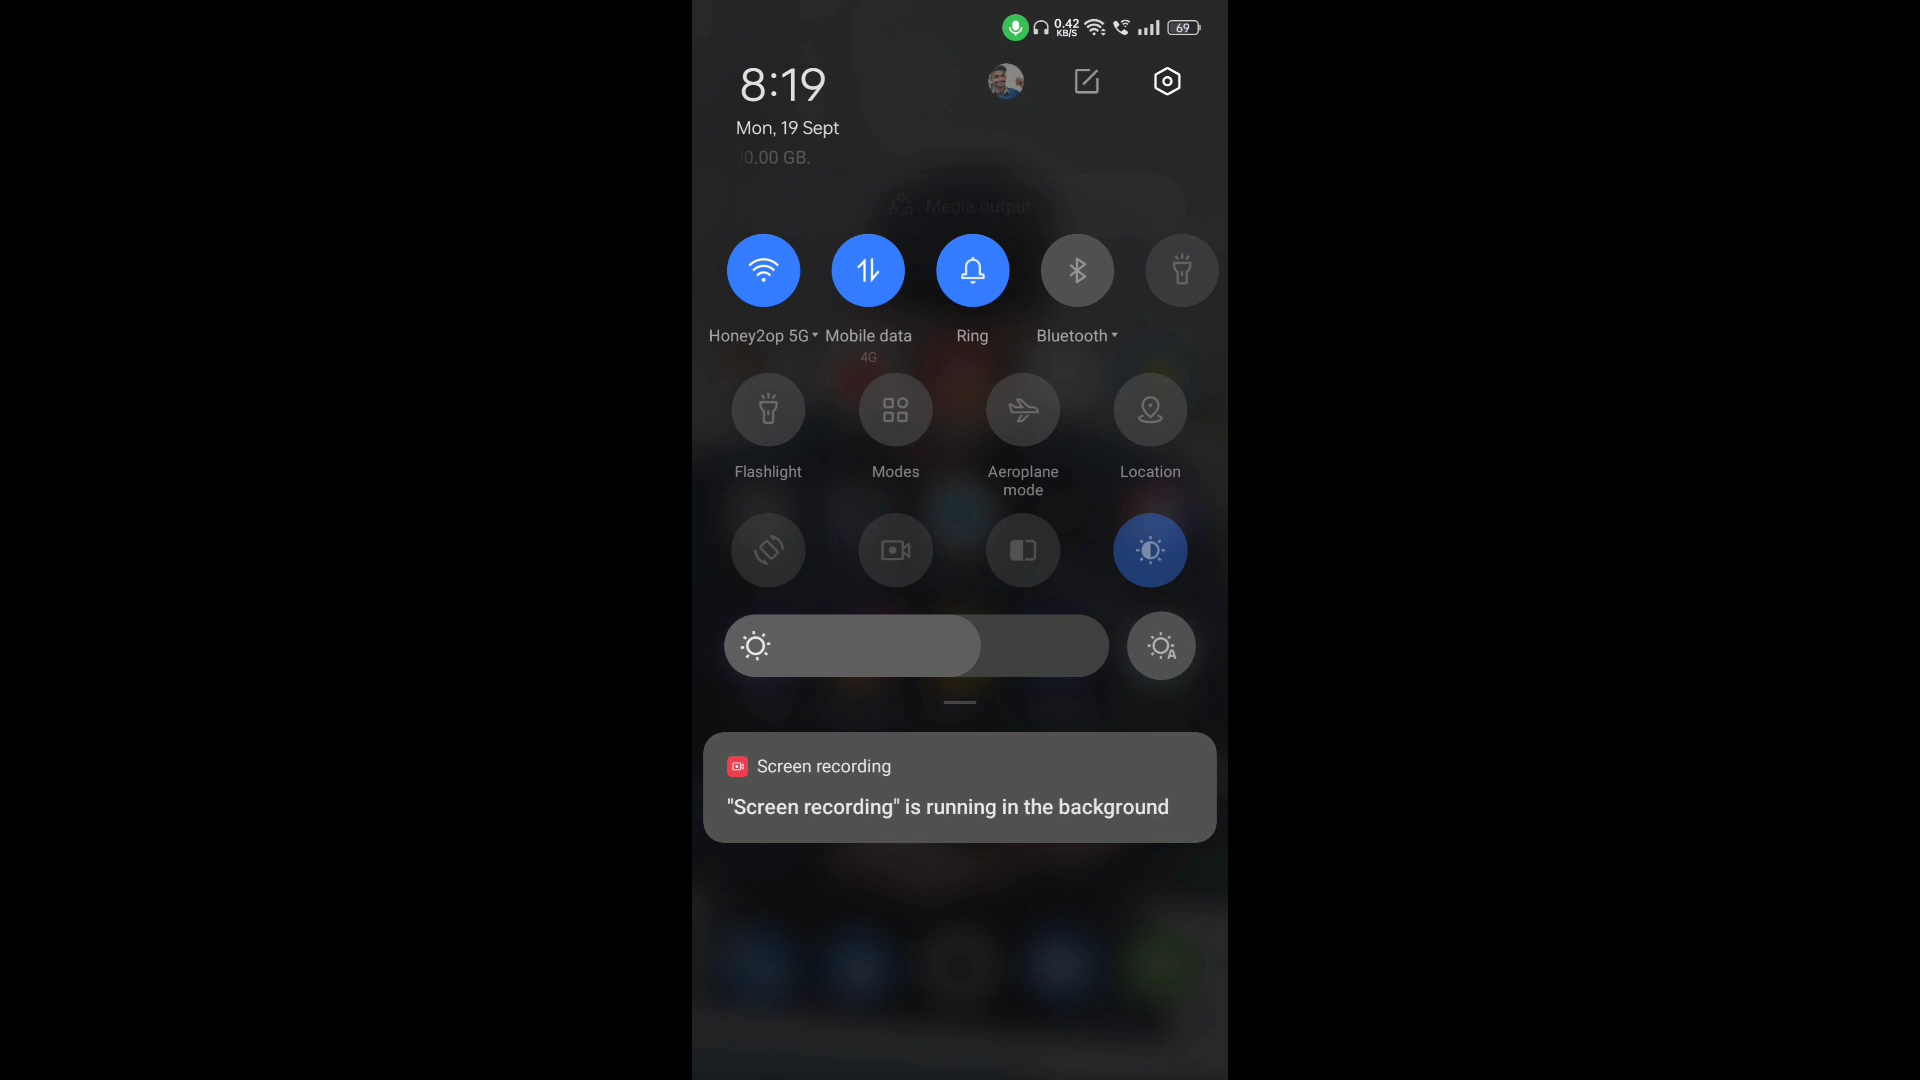 0.42
KB/S
69
8:19
Mon, 19 Sept
0.00 GB.
Media output
Honey2op 5G
Mobile data
Ring
Bluetooth
4G
Flashlight
Modes
Aeroplane
mode
Location
A
Screen recording
"Screen recording" is running in the background